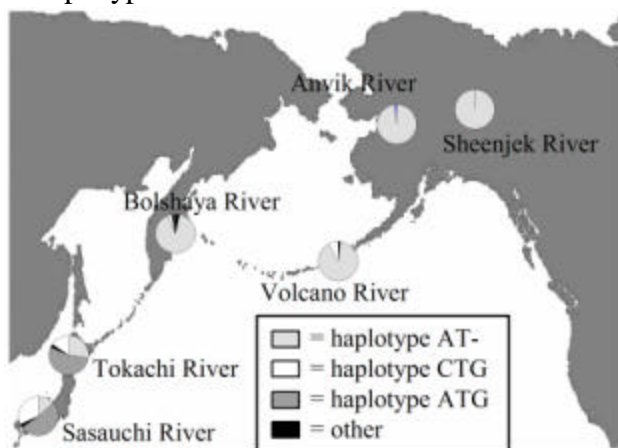 Anvik River
Sheenjek River
Bolshaya River
Volcano River
Tokachi River
Sasauchi River
= haplotype AT-
= haplotype CTG
= haplotype ATG
= other